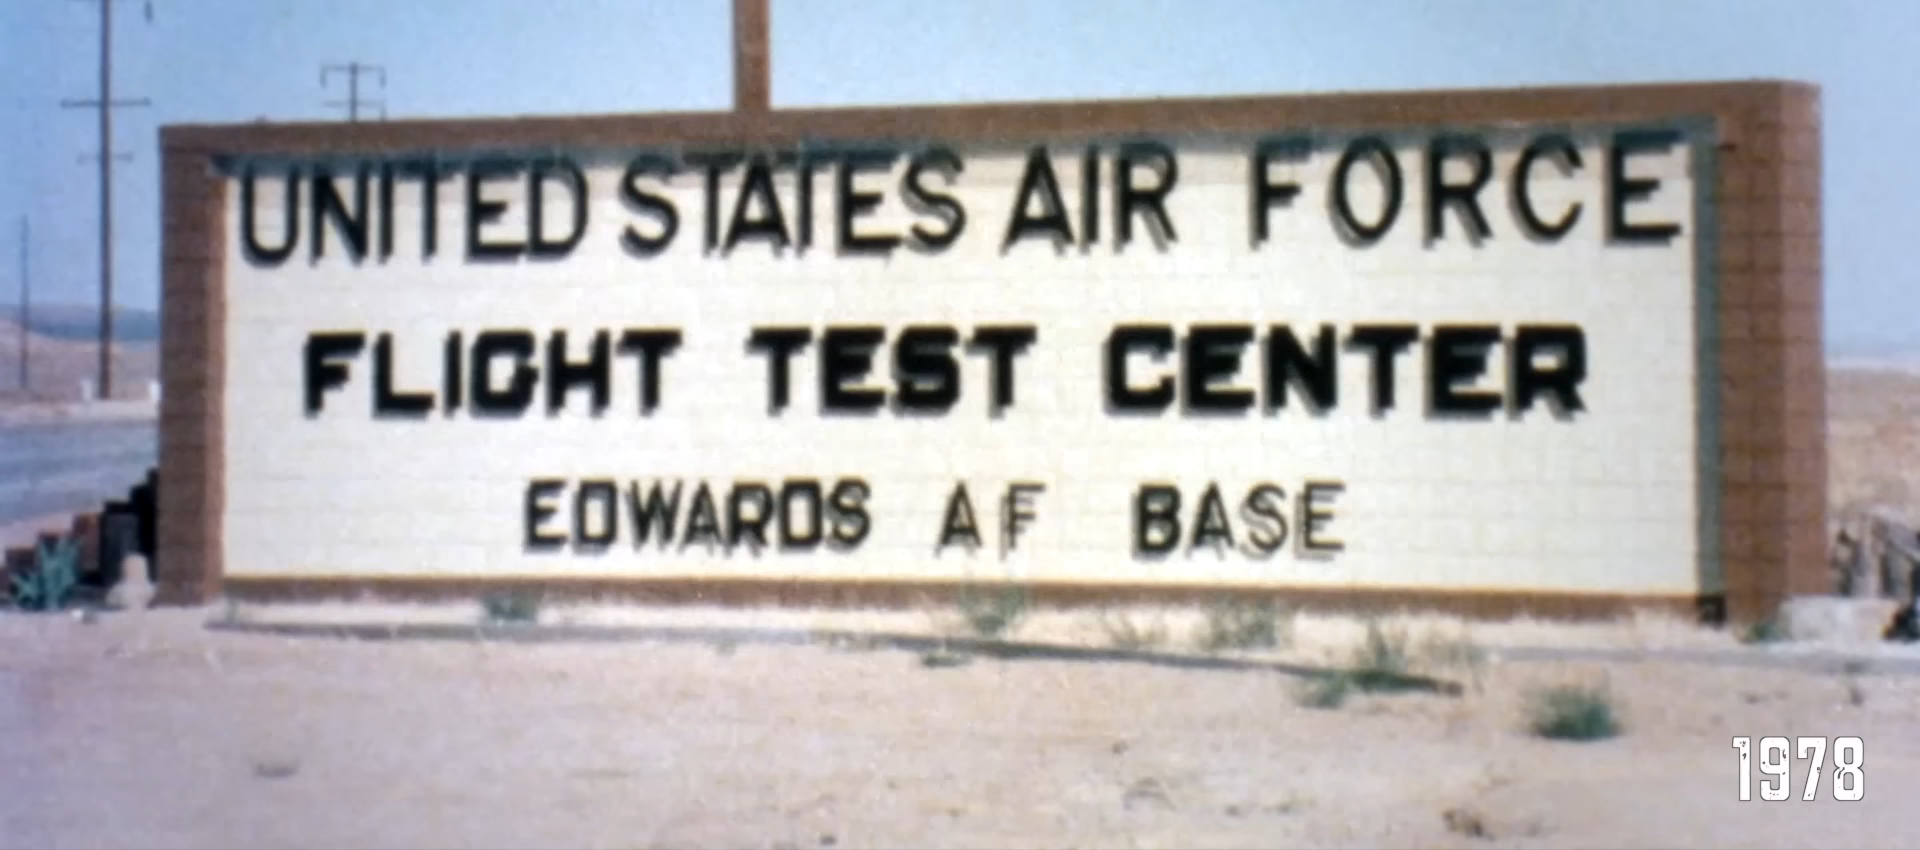 UNITED STATES AIR FORCE
FLIGHT TEST CENTER
EDWARDS AF BASE
1978